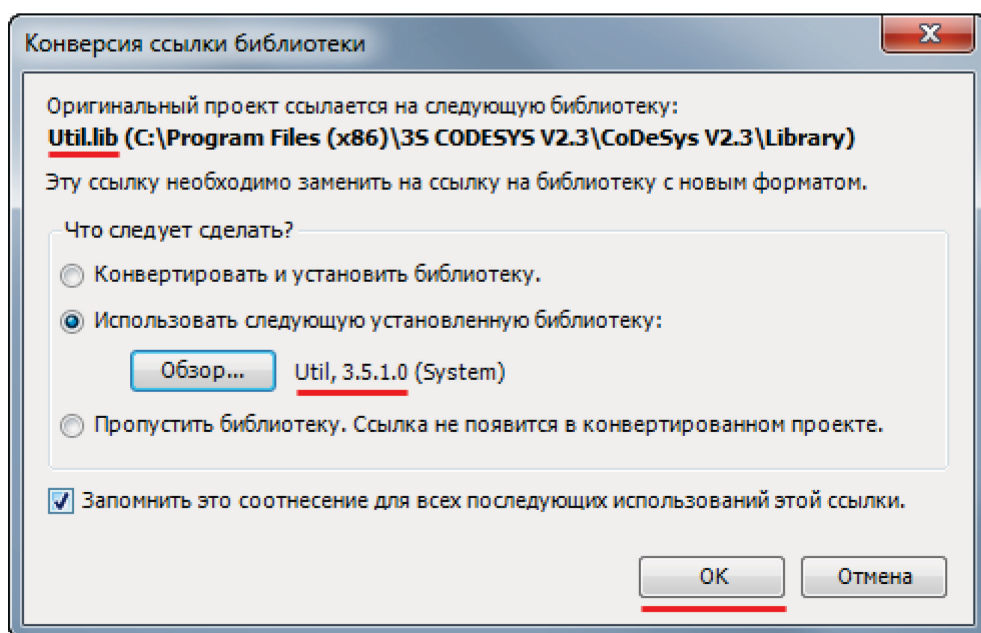 Конверсия ссылки библиотеки
Оригинальный проект ссылается на следующую библиотеку:
Util.lib (C:\Program Files (x86)\3S CODESYS V2.3\CoDeSys V2.3\Library)
Эту ссылку необходимо заменить на ссылку на библиотеку с новым форматом.
Что следует сделать?
Конвертировать и установить библиотеку.
Использовать следующую установленную библиотеку:
Обзор... Util, 3.5.1.0 (System)
Пропустить библиотеку. Ссылка не появится в конвертированном проекте.
Запомнить это соотнесение для всех последующих использований этой ссылки.
OK Отмена